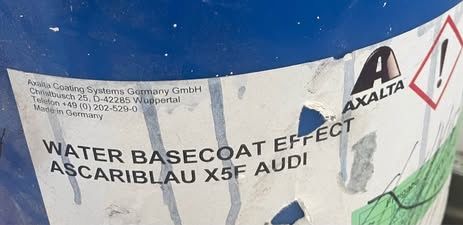 Axalta Coating Systems Germany GmbH
Christbusch 25, D-42285 Wuppertal
Telefon +49 (0) 202-529-0
Made in Germany
AXALTA
WATER BASECOAT EFFECT
ASCARIBLAU X5F AUDI